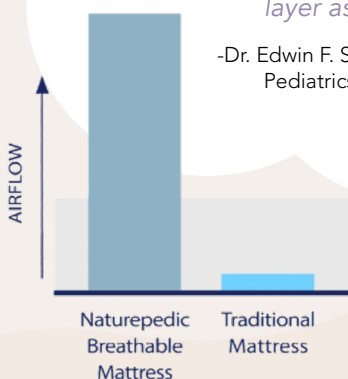 layer as
-Dr. Edwin F. S
Pediatrics
AIRFLOW
Naturepedic
Breathable
Mattress
Traditional
Mattress